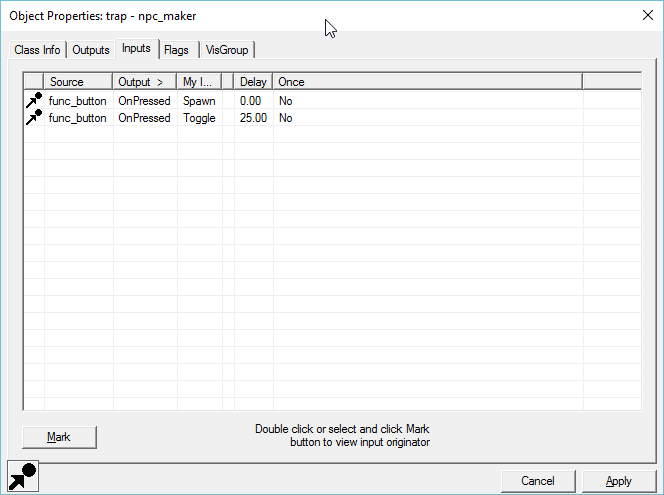 Object Properties: trap - npc_maker
Class Info Outputs Inputs Flags VisGroup
Source Output > My I... Delay Once
func_button OnPressed Spawn 0.00 No
func_button OnPressed Toggle 25.00 No
Mark
Double click or select and click Mark
button to view input originator
Cancel Apply